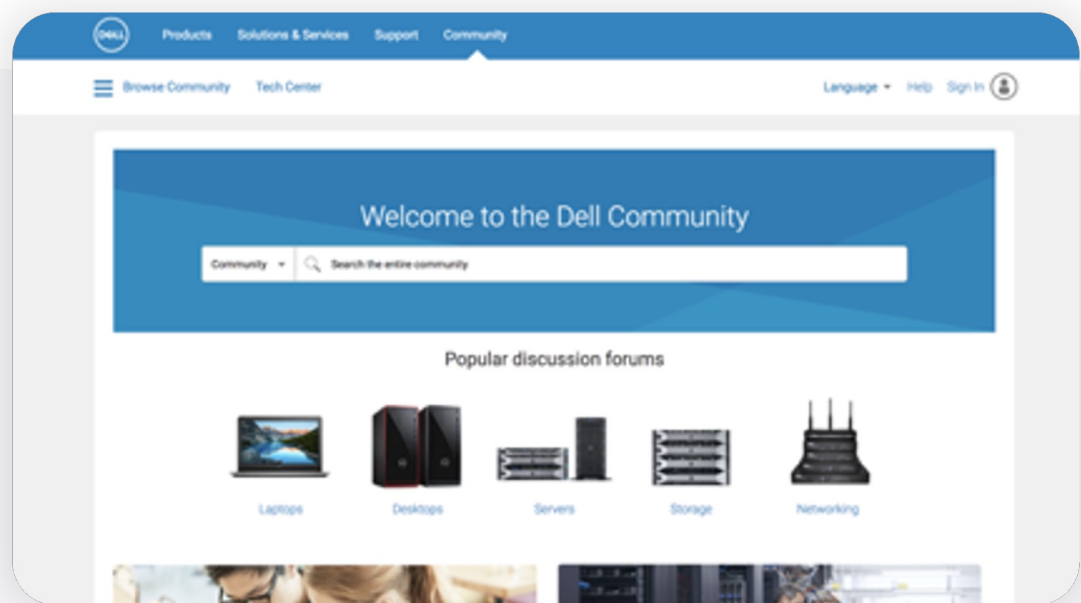 DELL Products Solutions & Services Support Community
Browse Community Tech Center Language Help Sign In
Welcome to the Dell Community
Community Search the entire community
Popular discussion forums
Laptops Desktops Servers Storage Networking